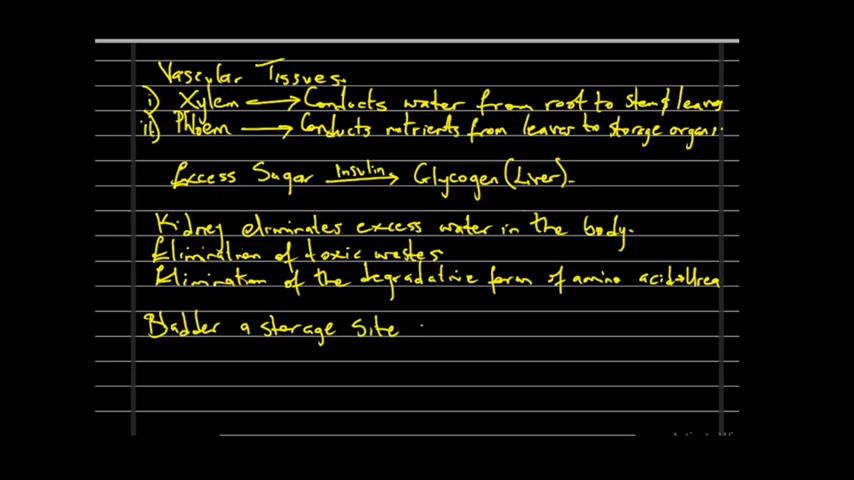 Vascular Tissues.
i) Xylem ⟷ Conducts water from root to stem & leaves
ii) Phloem ⟶ Conducts nutrients from leaves to storage organs.
Excess Sugar Insulin ⟶ Glycogen (Liver).
Kidney eliminates excess water in the body.
Elimination of toxic wastes
Elimination of the degradative form of amino acid → Urea
Bladder a storage site